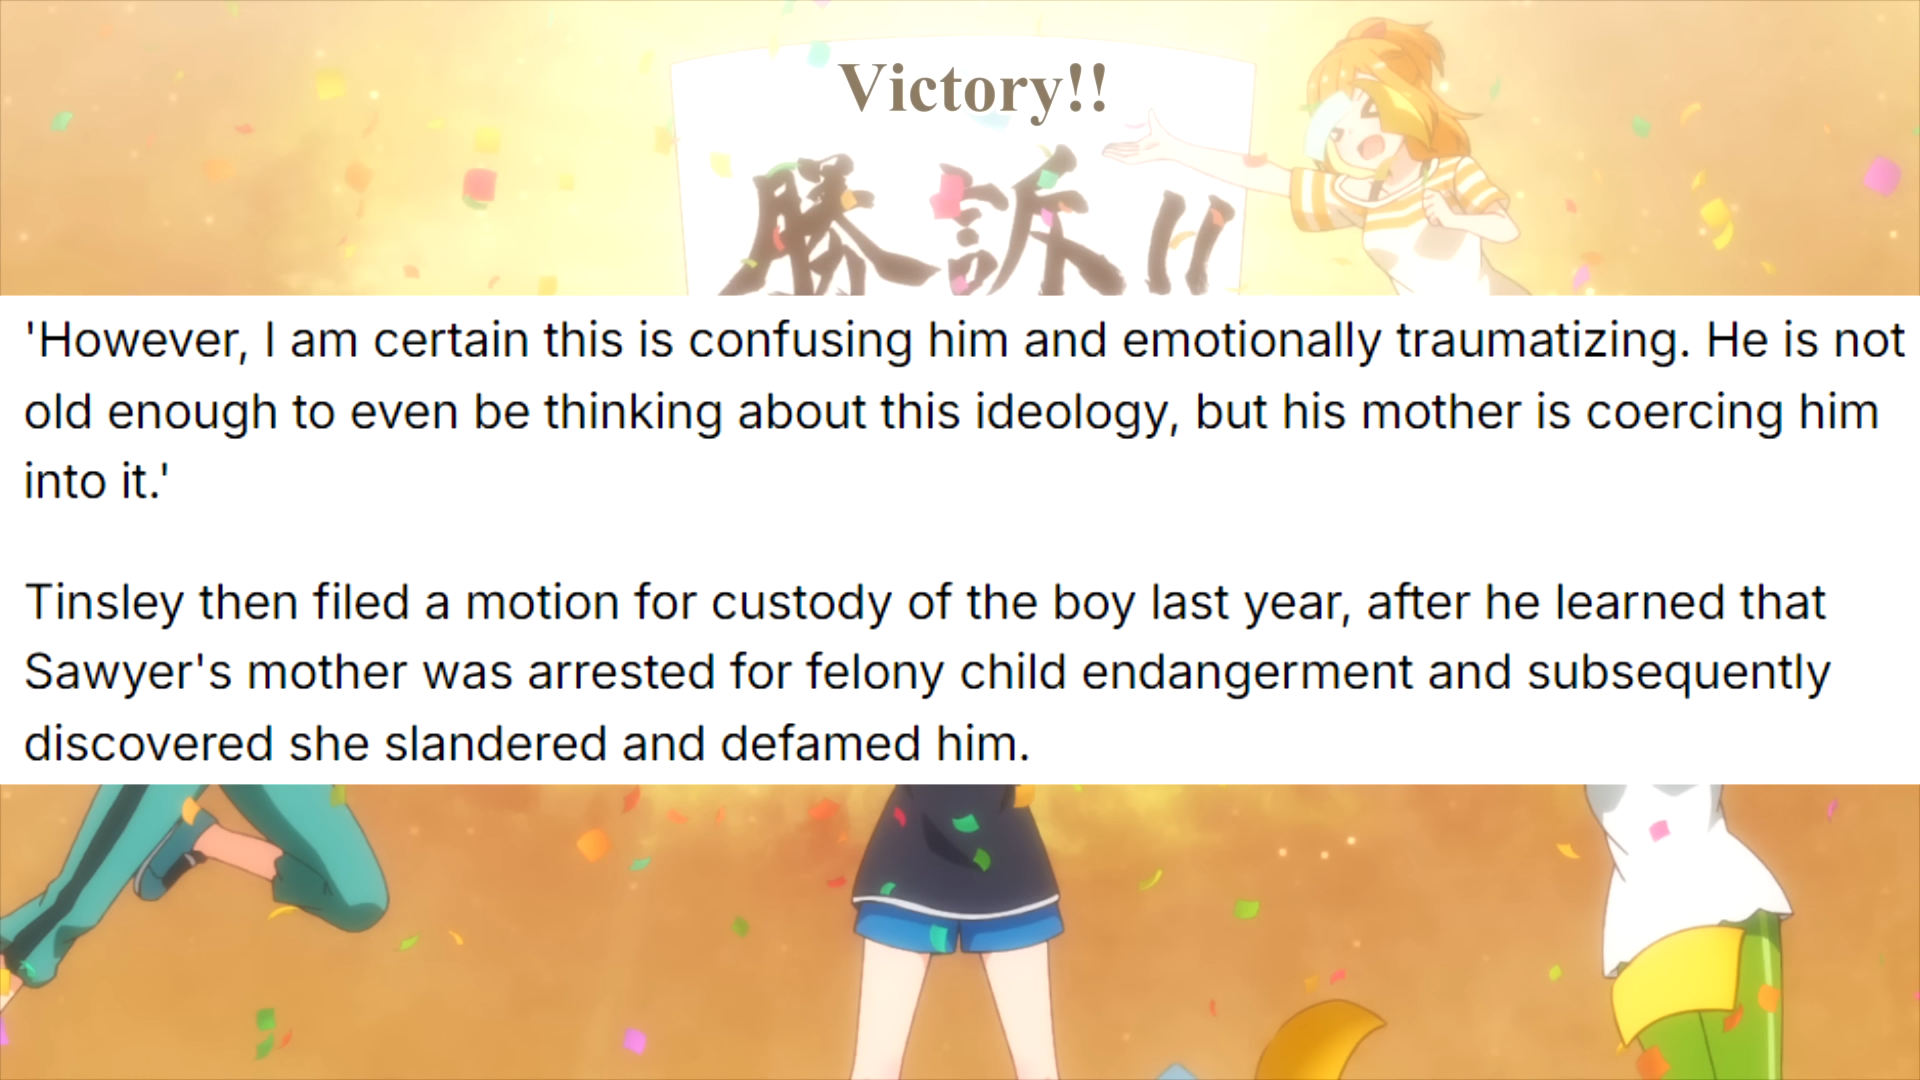 Victory!!
勝訴!!
'However, I am certain this is confusing him and emotionally traumatizing. He is not
old enough to even be thinking about this ideology, but his mother is coercing him
into it.'
Tinsley then filed a motion for custody of the boy last year, after he learned that
Sawyer's mother was arrested for felony child endangerment and subsequently
discovered she slandered and defamed him.